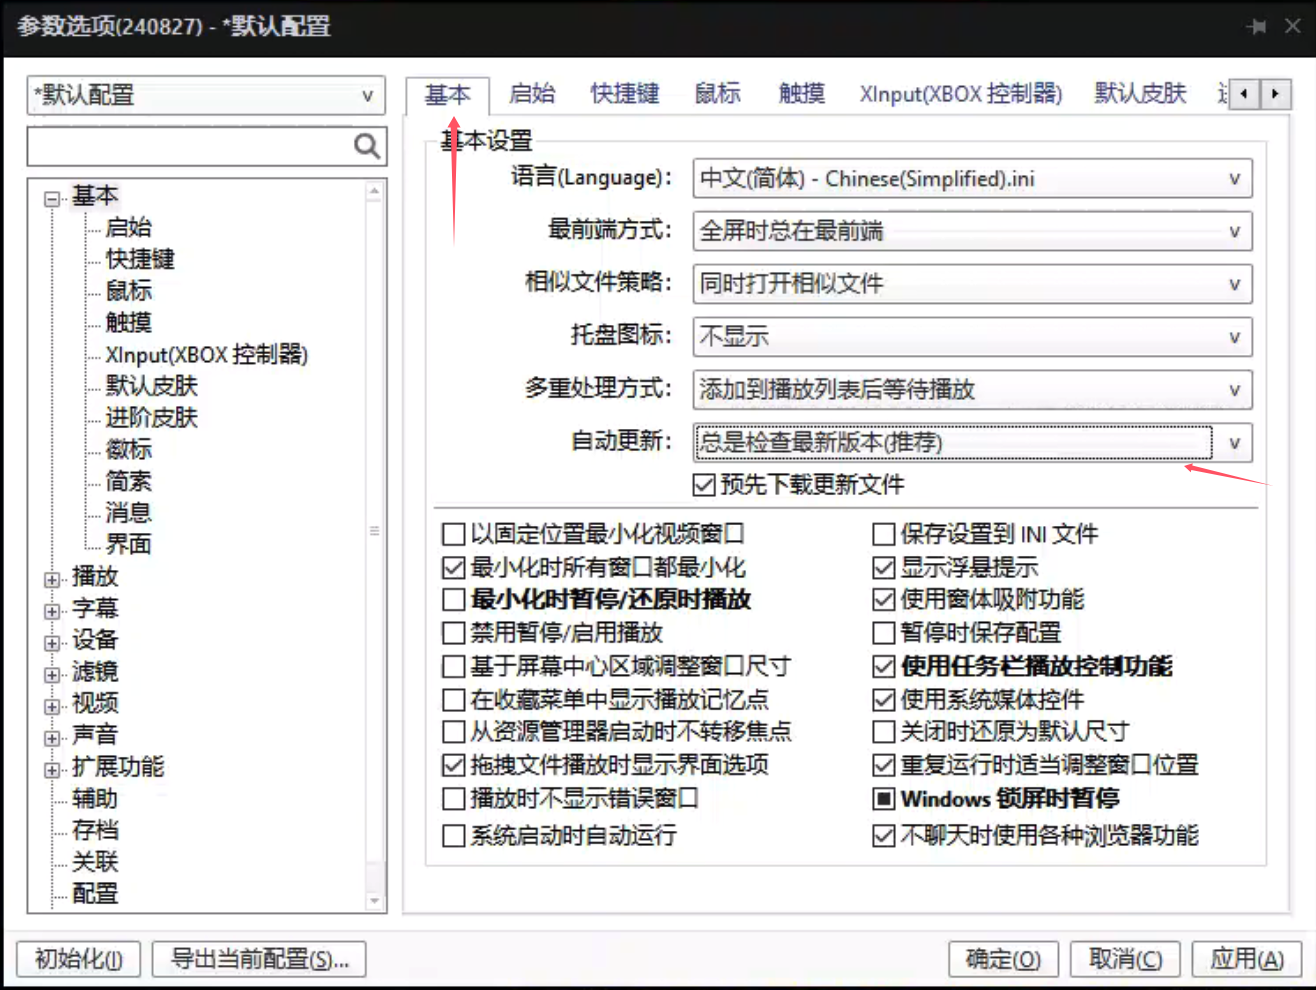 参数选项(240827) - *默认配置
*默认配置
基本
启始
快捷键
鼠标
触摸
XInput(XBOX 控制器)
默认皮肤
进阶皮肤
徽标
简索
消息
界面
播放
字幕
设备
滤镜
视频
声音
扩展功能
辅助
存档
关联
配置
基本 启始 快捷键 鼠标 触摸 XInput(XBOX 控制器) 默认皮肤
基本设置
语言(Language): 中文(简体) - Chinese(Simplified).ini
最前端方式: 全屏时总在最前端
相似文件策略: 同时打开相似文件
托盘图标: 不显示
多重处理方式: 添加到播放列表后等待播放
自动更新: 总是检查最新版本(推荐)
预先下载更新文件
以固定位置最小化视频窗口 保存设置到 INI 文件
最小化时所有窗口都最小化 显示浮悬提示
最小化时暂停/还原时播放 使用窗体吸附功能
禁用暂停/启用播放 暂停时保存配置
基于屏幕中心区域调整窗口尺寸 使用任务栏播放控制功能
在收藏菜单中显示播放记忆点 使用系统媒体控件
从资源管理器启动时不转移焦点 关闭时还原为默认尺寸
拖拽文件播放时显示界面选项 重复运行时适当调整窗口位置
播放时不显示错误窗口 Windows 锁屏时暂停
系统启动时自动运行 不聊天时使用各种浏览器功能
初始化(I) 导出当前配置(S)... 确定(O) 取消(C) 应用(A)